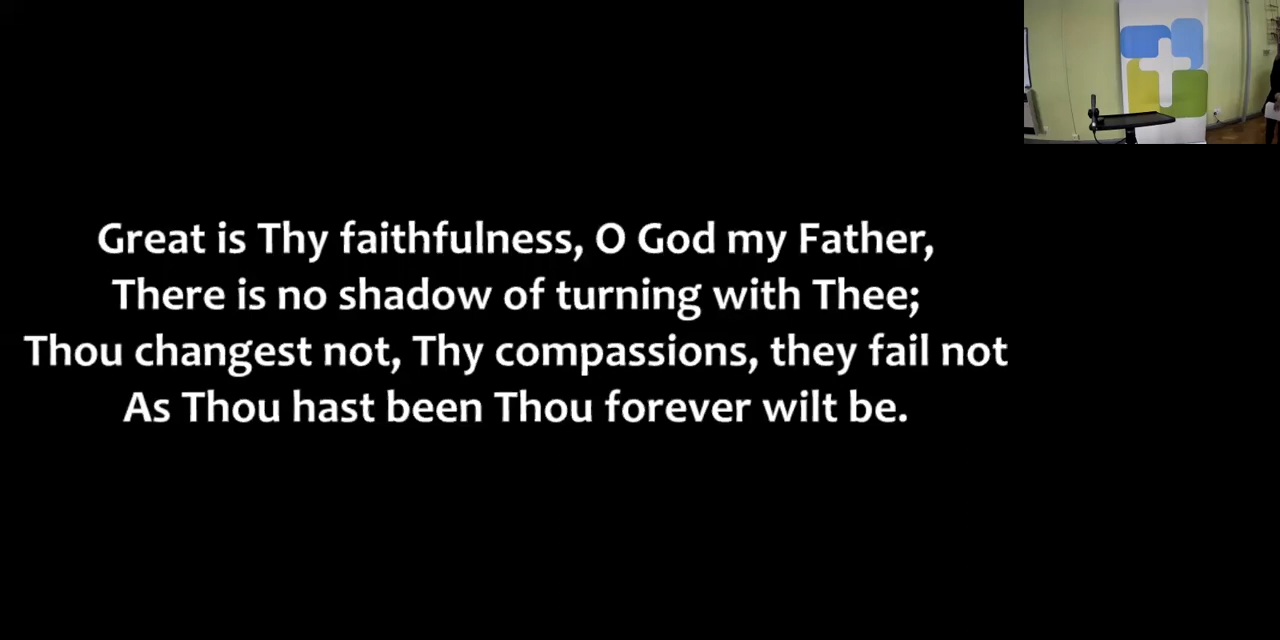 Great is Thy faithfulness, O God my Father,
There is no shadow of turning with Thee;
Thou changest not, Thy compassions, they fail not
As Thou hast been Thou forever wilt be.